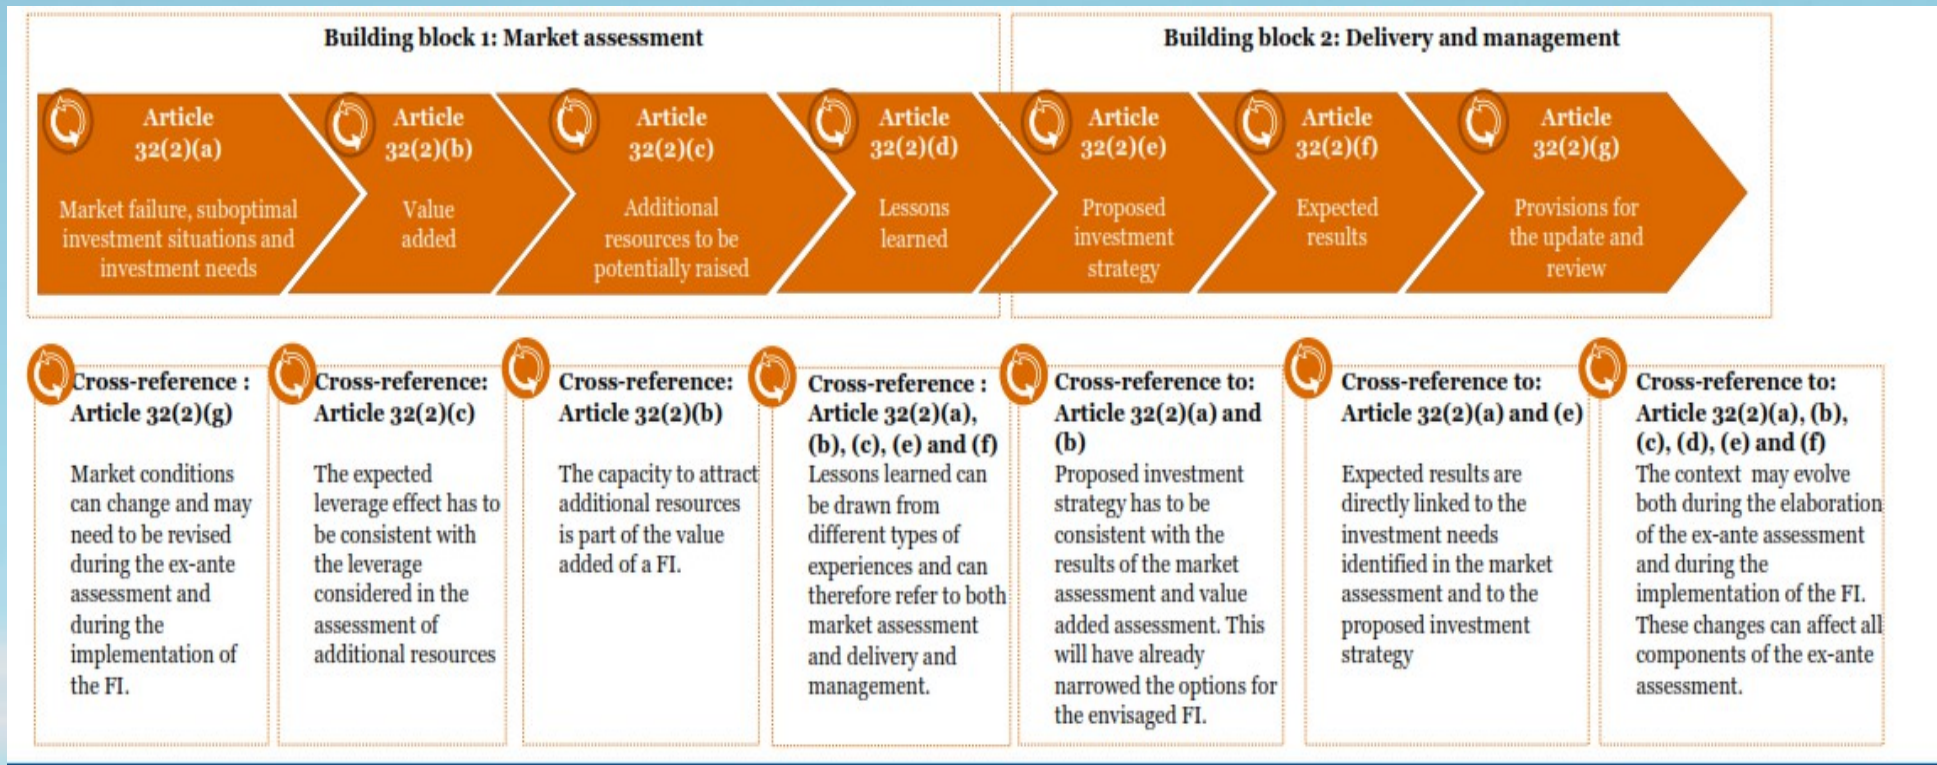 Building block 1: Market assessment
Building block 2: Delivery and management
Article
32(2)(a)
Market failure, suboptimal
investment situations and
investment needs
Article
32(2)(b)
Value
added
Article
32(2)(c)
Additional
resources to be
potentially raised
Article
32(2)(d)
Lessons
learned
Article
32(2)(e)
Proposed
investment
strategy
Article
32(2)(f)
Expected
results
Article
32(2)(g)
Provisions for
the update and
review
Cross-reference :
Article 32(2)(g)
Market conditions
can change and may
need to be revised
during the ex-ante
assessment and
during the
implementation of
the FI.
Cross-reference:
Article 32(2)(c)
The expected
leverage effect has to
be consistent with
the leverage
considered in the
assessment of
additional resources
Cross-reference:
Article 32(2)(b)
The capacity to attract
additional resources
is part of the value
added of a FI.
Cross-reference :
Article 32(2)(a),
(b), (c), (e) and (f)
Lessons learned can
be drawn from
different types of
experiences and can
therefore refer to both
market assessment
and delivery and
management.
Cross-reference to:
Article 32(2)(a) and
(b)
Proposed investment
strategy has to be
consistent with the
results of the market
assessment and value
added assessment. This
will have already
narrowed the options for
the envisaged FI.
Cross-reference to:
Article 32(2)(a) and (e)
Expected results are
directly linked to the
investment needs
identified in the market
assessment and to the
proposed investment
strategy
Cross-reference to:
Article 32(2)(a), (b),
(c), (d), (e) and (f)
The context may evolve
both during the elaboration
of the ex-ante assessment
and during the
implementation of the FI.
These changes can affect all
components of the ex-ante
assessment.